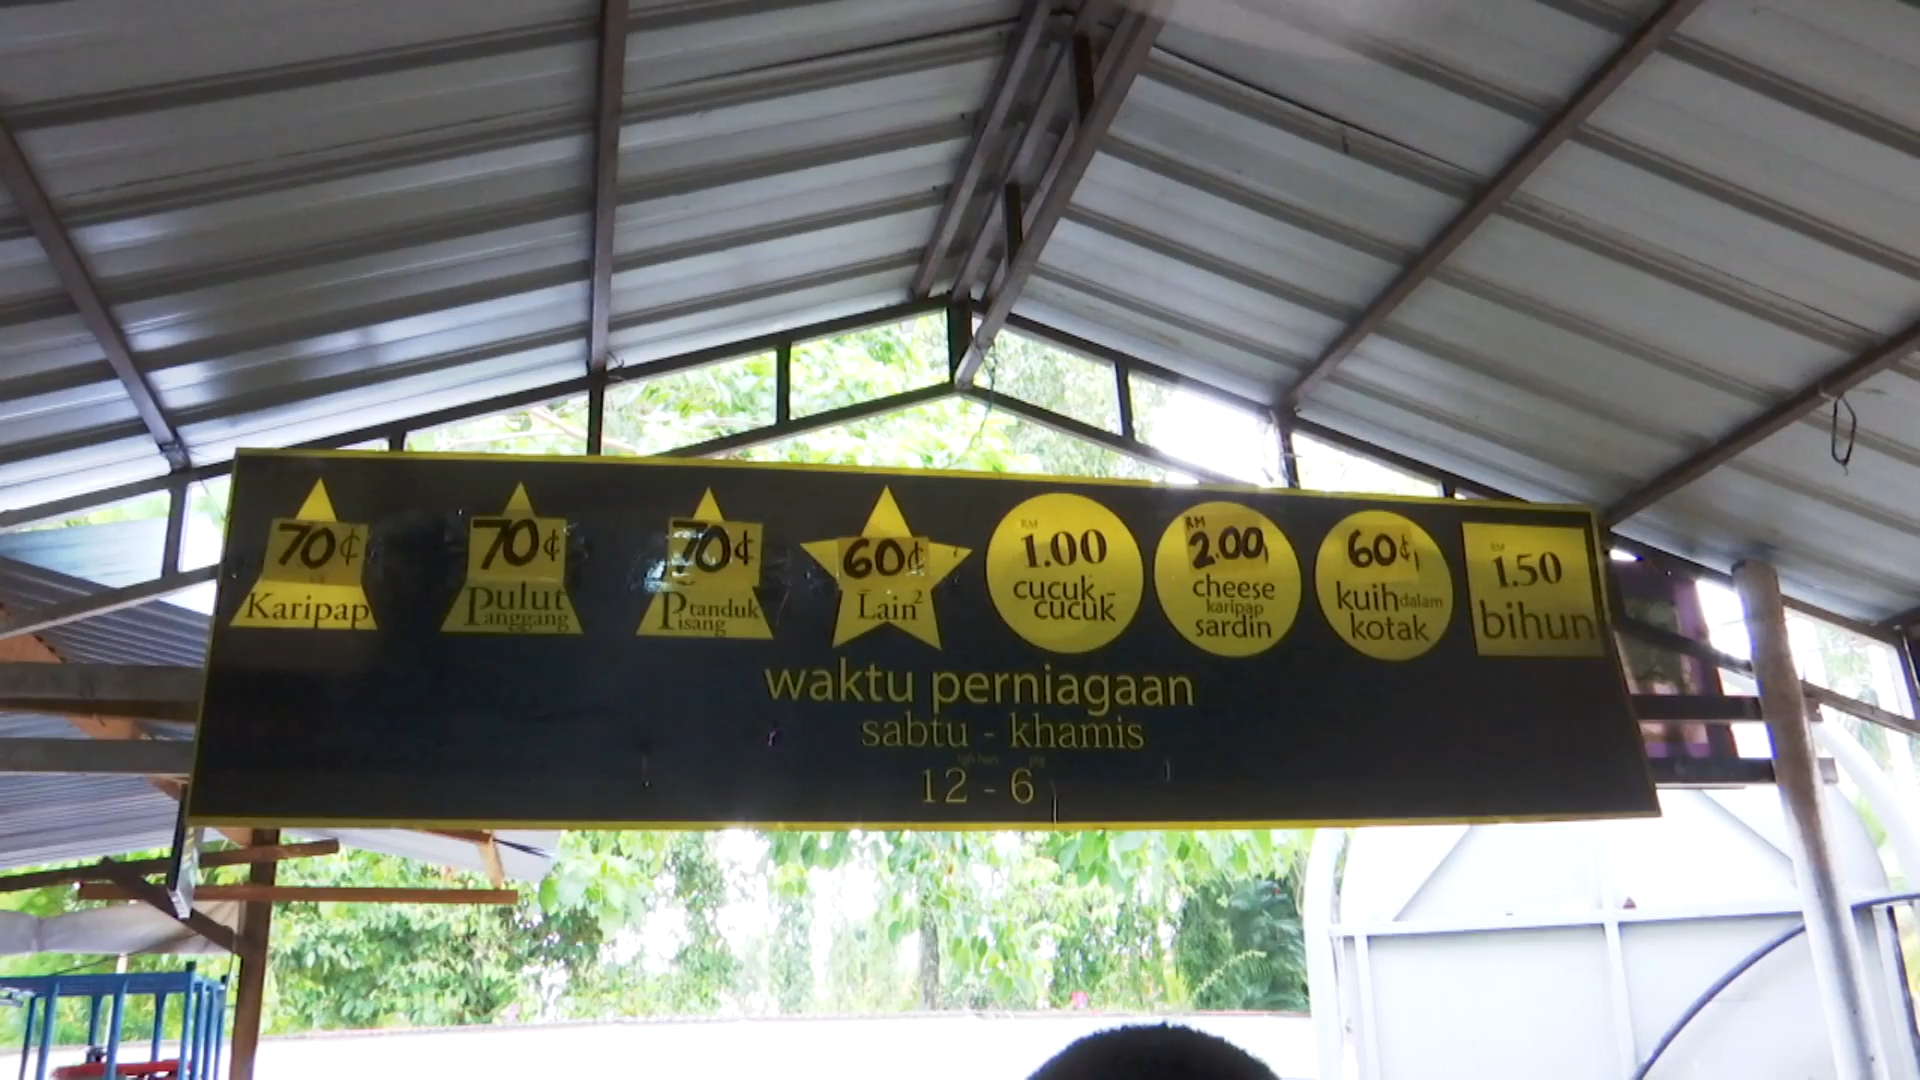 70¢
Karipap
70¢
Pulut
Panggang
70¢
Ptanduk
Pisang
60¢
Lain²
RM
1.00
cucuk-
cucuk
RM
2.00
cheese
karipap
sardin
60¢
kuih dalam
kotak
RM
1.50
bihun
waktu perniagaan
sabtu - khamis
12 - 6